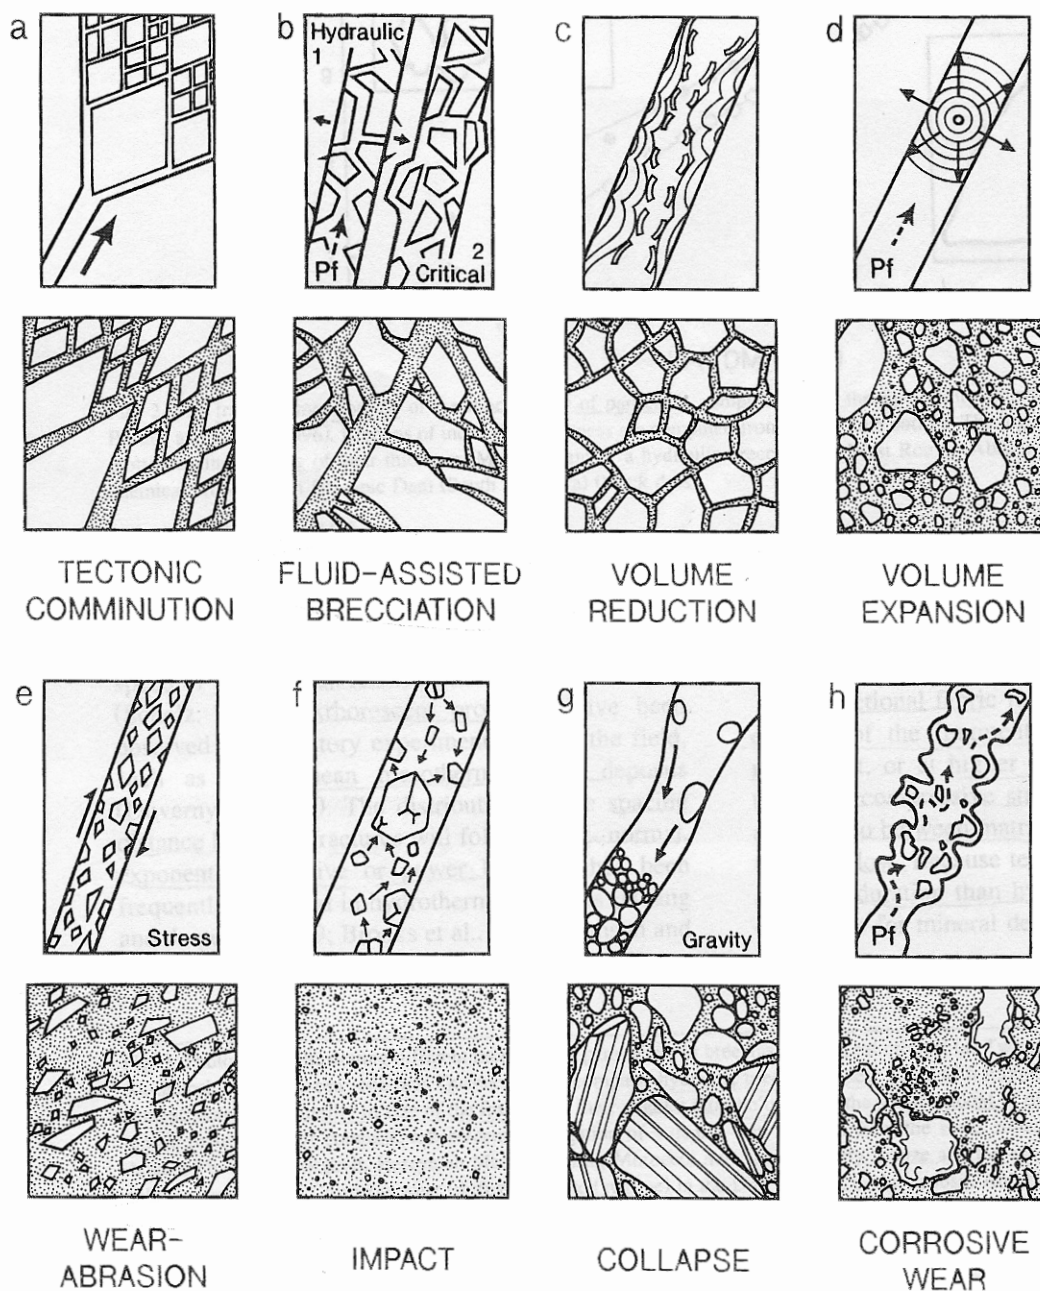 a
b
c
d
Hydraulic
1
Pf
2
Critical
Pf
TECTONIC
COMMINUTION
FLUID-ASSISTED
BRECCIATION
VOLUME
REDUCTION
VOLUME
EXPANSION
e
f
g
h
Stress
Gravity
Pf
WEAR-
ABRASION
IMPACT
COLLAPSE
CORROSIVE
WEAR